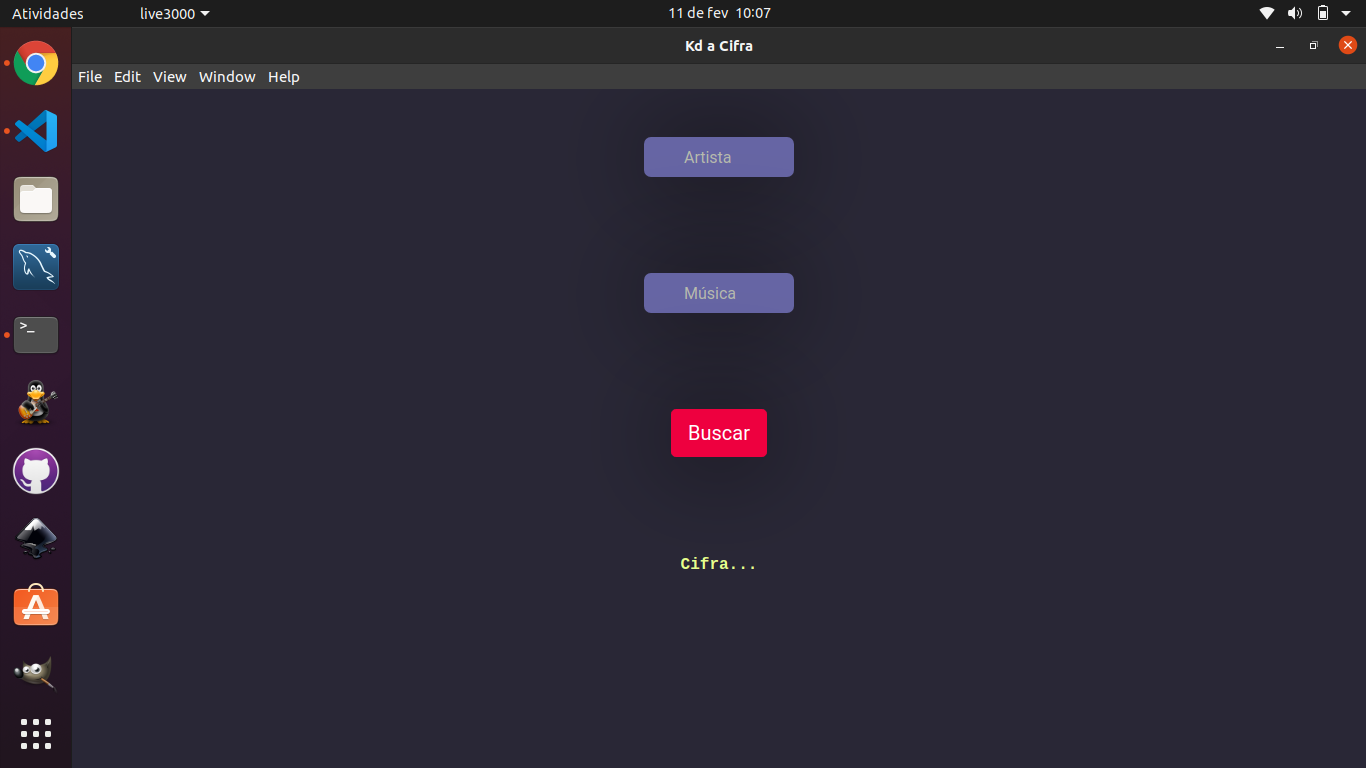 Atividades live3000 11 de fev 10:07
Kd a Cifra
File Edit View Window Help
Artista
Música
Buscar
Cifra...
>_